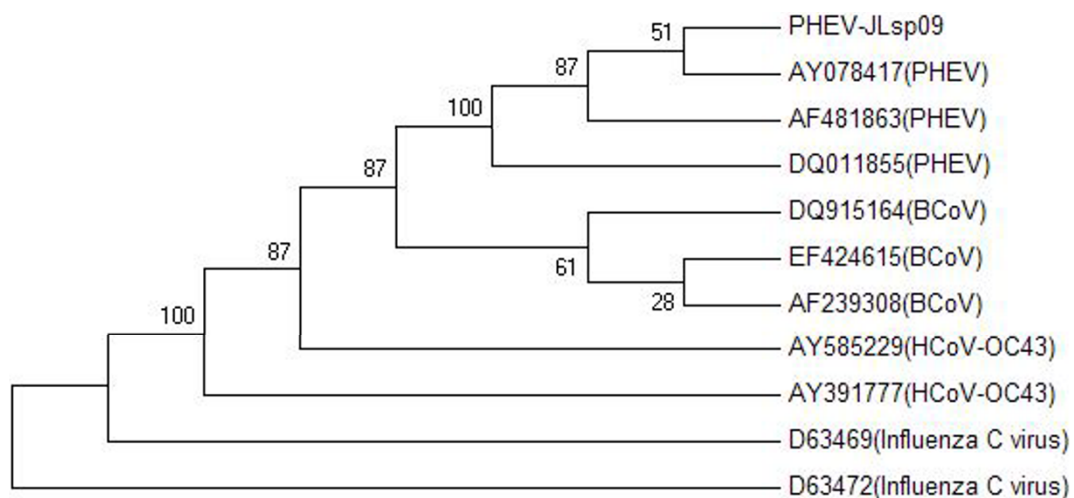 51 PHEV-JLsp09
87 AY078417(PHEV)
100 AF481863(PHEV)
87 DQ011855(PHEV)
DQ915164(BCoV)
87 61 EF424615(BCoV)
28 AF239308(BCoV)
100 AY585229(HCoV-OC43)
AY391777(HCoV-OC43)
D63469(Influenza C virus)
D63472(Influenza C virus)